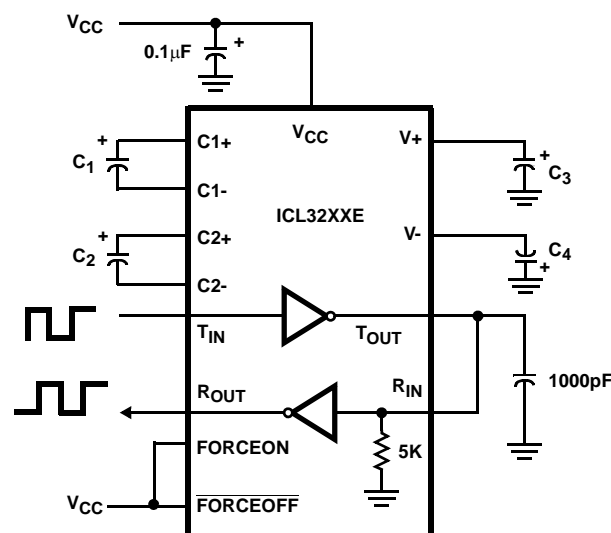 VCC
0.1μF +
VCC
+ C1 C1+
C1-
V+ + C3
ICL32XXE
+ C2 C2+
C2-
V- C4 +
TIN
TOUT
1000pF
ROUT
RIN
5K
FORCEON
VCC
FORCEOFF